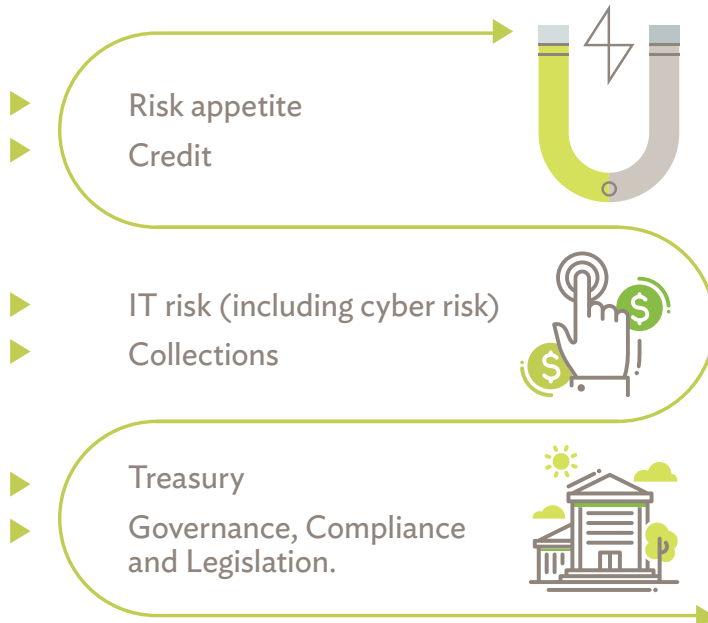 Risk appetite
Credit
IT risk (including cyber risk)
$
$
Collections
Treasury
Governance, Compliance
and Legislation.